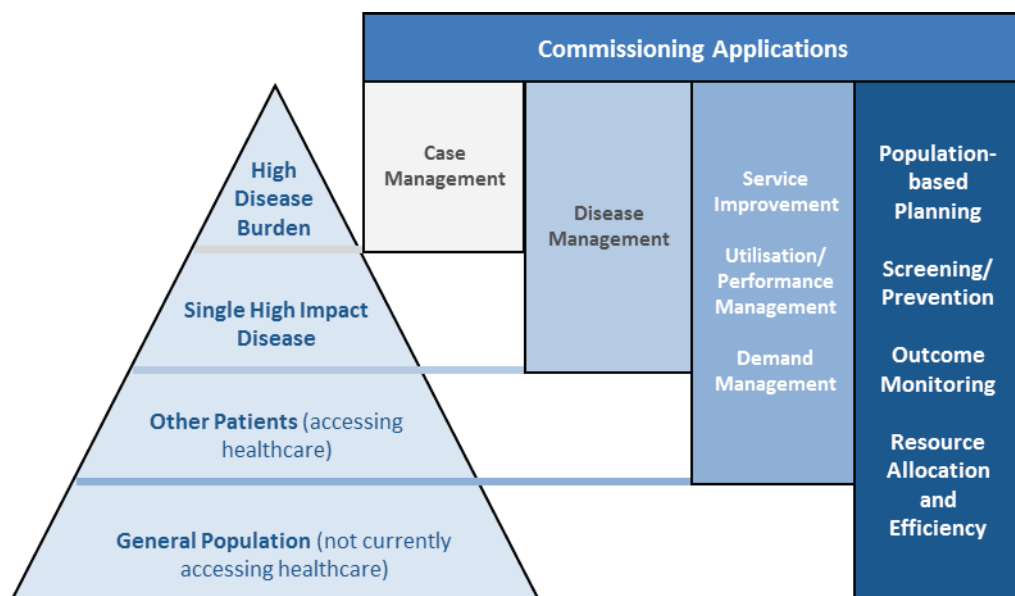 Commissioning Applications
High
Disease
Burden
Single High Impact
Disease
Other Patients (accessing
healthcare)
General Population (not currently
accessing healthcare)
Case
Management
Disease
Management
Service
Improvement
Utilisation/
Performance
Management
Demand
Management
Population-
based
Planning
Screening/
Prevention
Outcome
Monitoring
Resource
Allocation
and
Efficiency